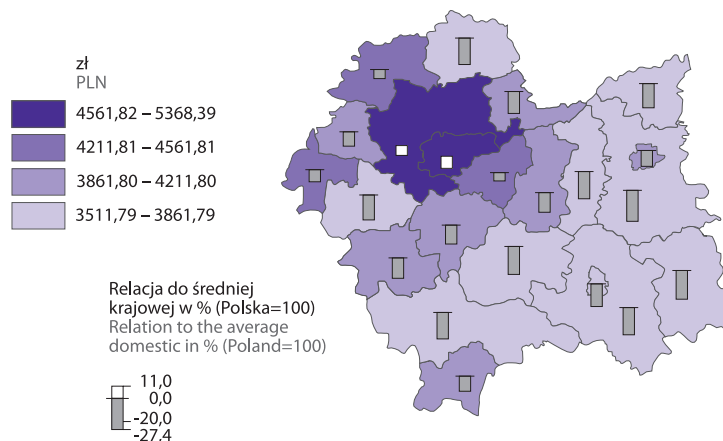 zł
PLN
4561,82 – 5368,39
4211,81 – 4561,81
3861,80 – 4211,80
3511,79 – 3861,79
Relacja do średniej
krajowej w % (Polska=100)
Relation to the average
domestic in % (Poland=100)
11,0
0,0
-20,0
-27.4